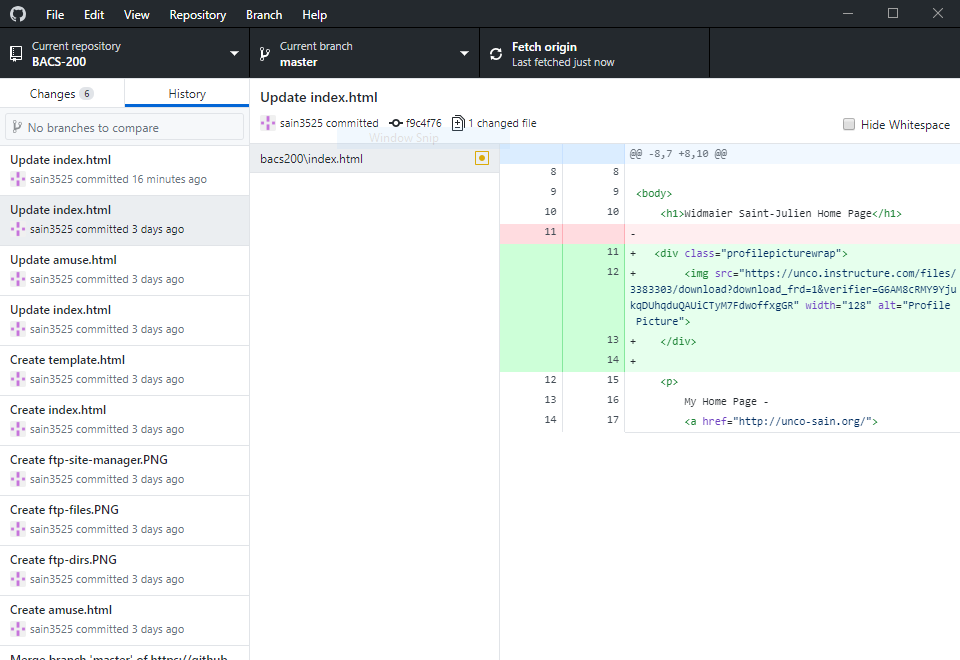 File Edit View Repository Branch Help
Current repository
BACS-200
Current branch
master
Fetch origin
Last fetched just now
Changes 6
History
No branches to compare
Update index.html
sain3525 committed 16 minutes ago
Update index.html
sain3525 committed 3 days ago
Update amuse.html
sain3525 committed 3 days ago
Update index.html
sain3525 committed 3 days ago
Create template.html
sain3525 committed 3 days ago
Create index.html
sain3525 committed 3 days ago
Create ftp-site-manager.PNG
sain3525 committed 3 days ago
Create ftp-files.PNG
sain3525 committed 3 days ago
Create ftp-dirs.PNG
sain3525 committed 3 days ago
Create amuse.html
sain3525 committed 3 days ago
Merge branch 'master' of https://github
Update index.html
sain3525 committed f9c4f76 1 changed file
Hide Whitespace
Window Snip
bacs200\index.html
@@ -8,7 +8,10 @@
8 8
9 9 <body>
10 10 <h1>Widmaier Saint-Julien Home Page</h1>
11 -
11 + <div class="profilepicturewrap">
12 + <img src="https://unco.instructure.com/files/
3383303/download?download_frd=1&verifier=G6AM8cRMY9Yju
kqDUhqduQAUiCTyM7FdwoffxgGR" width="128" alt="Profile
Picture">
13 + </div>
14 +
12 15 <p>
13 16 My Home Page -
14 17 <a href="http://unco-sain.org/">